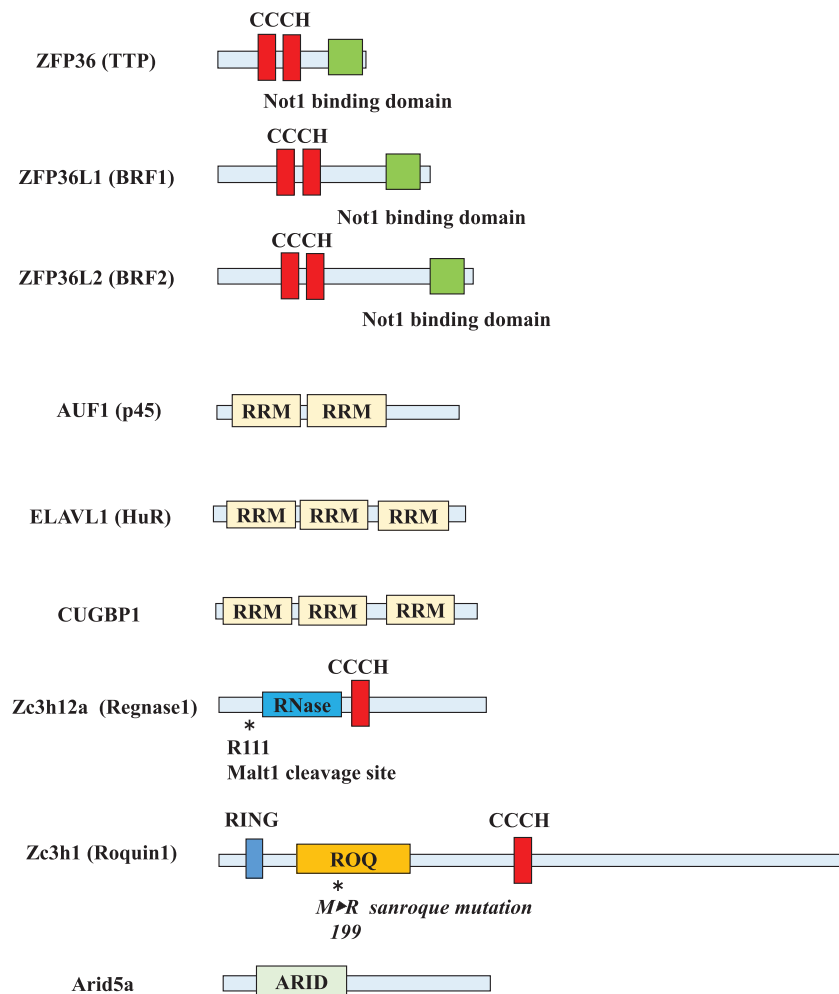 CCCH
ZFP36 (TTP)
Not1 binding domain
CCCH
ZFP36L1 (BRF1)
Not1 binding domain
CCCH
ZFP36L2 (BRF2)
Not1 binding domain
AUF1 (p45) RRM RRM
ELAVL1 (HuR) RRM RRM RRM
CUGBP1 RRM RRM RRM
CCCH
Zc3h12a (Regnase1) RNase
*
R111
Malt1 cleavage site
RING CCCH
Zc3h1 (Roquin1) ROQ
*
M▶R sanroque mutation
199
Arid5a ARID